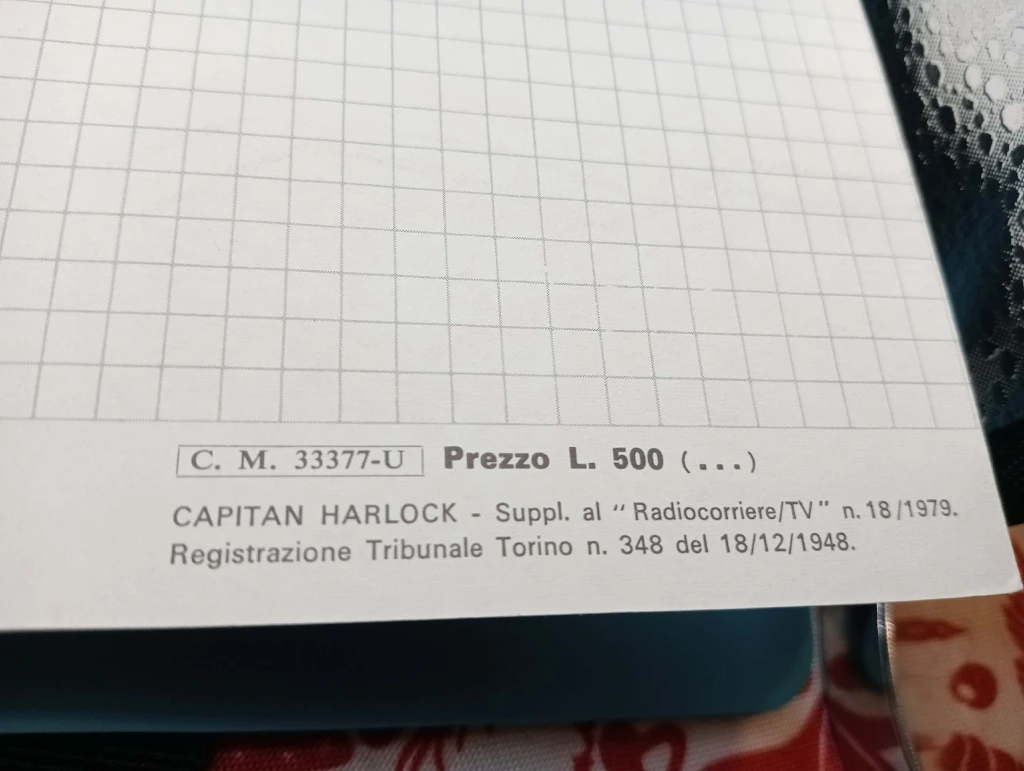 C. M. 33377-U Prezzo L. 500 (...)
CAPITAN HARLOCK - Suppl. al "Radiocorriere/TV" n. 18/1979.
Registrazione Tribunale Torino n. 348 del 18/12/1948.